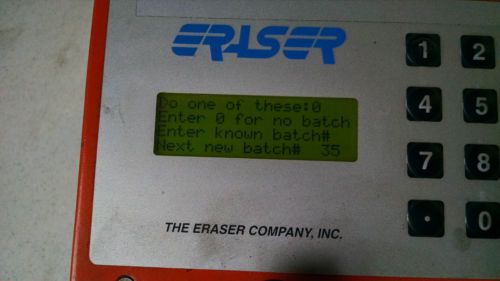 ERASER
Do one of these:0
Enter 0 for no batch
Enter known batch#
Next new batch# 35
THE ERASER COMPANY, INC.
1 2
4 5
7 8
. 0